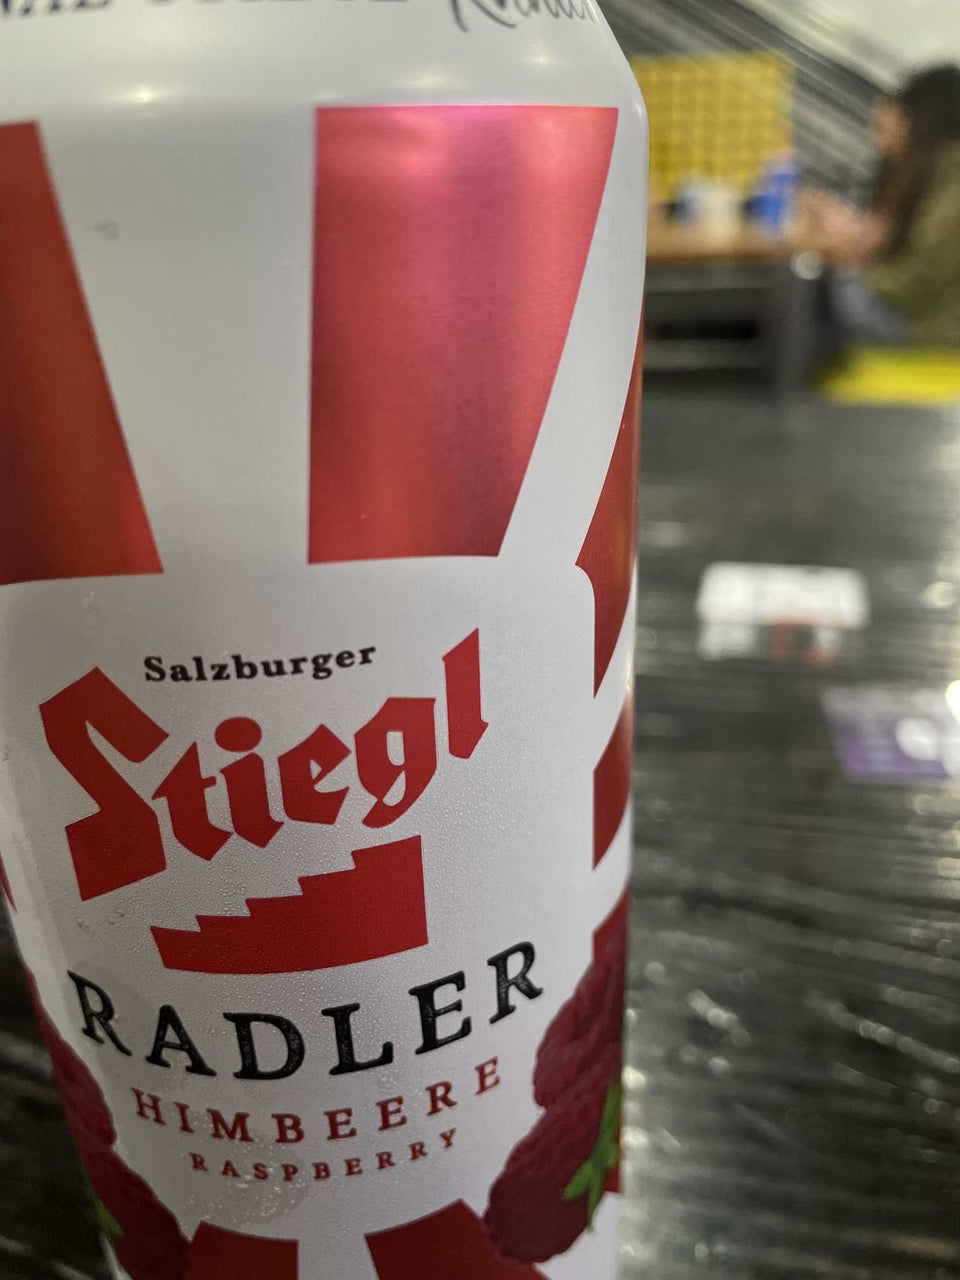 Salzburger
Stiegl
RADLER
HIMBEERE
RASPBERRY